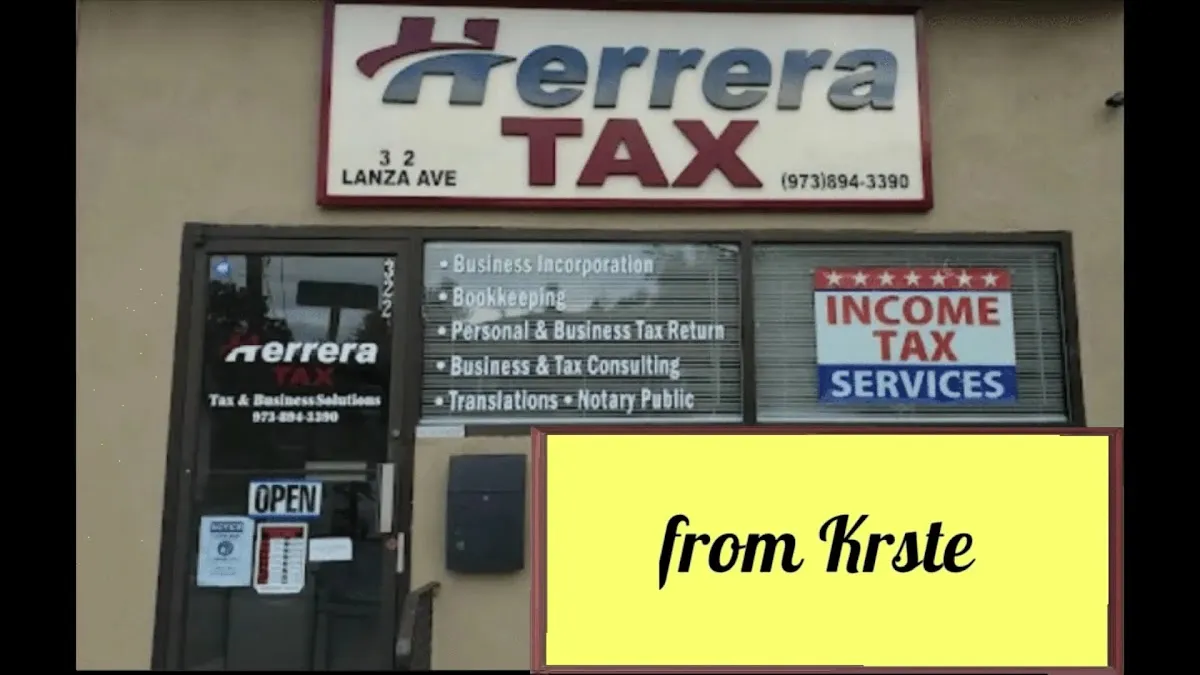 Herrera
TAX
3 2
LANZA AVE
(973)894-3390
322
Herrera
TAX
Tax & Business Solutions
973-894-3390
OPEN
• Business Incorporation
• Bookkeeping
• Personal & Business Tax Return
• Business & Tax Consulting
• Translations • Notary Public
INCOME
TAX
SERVICES
from Krste